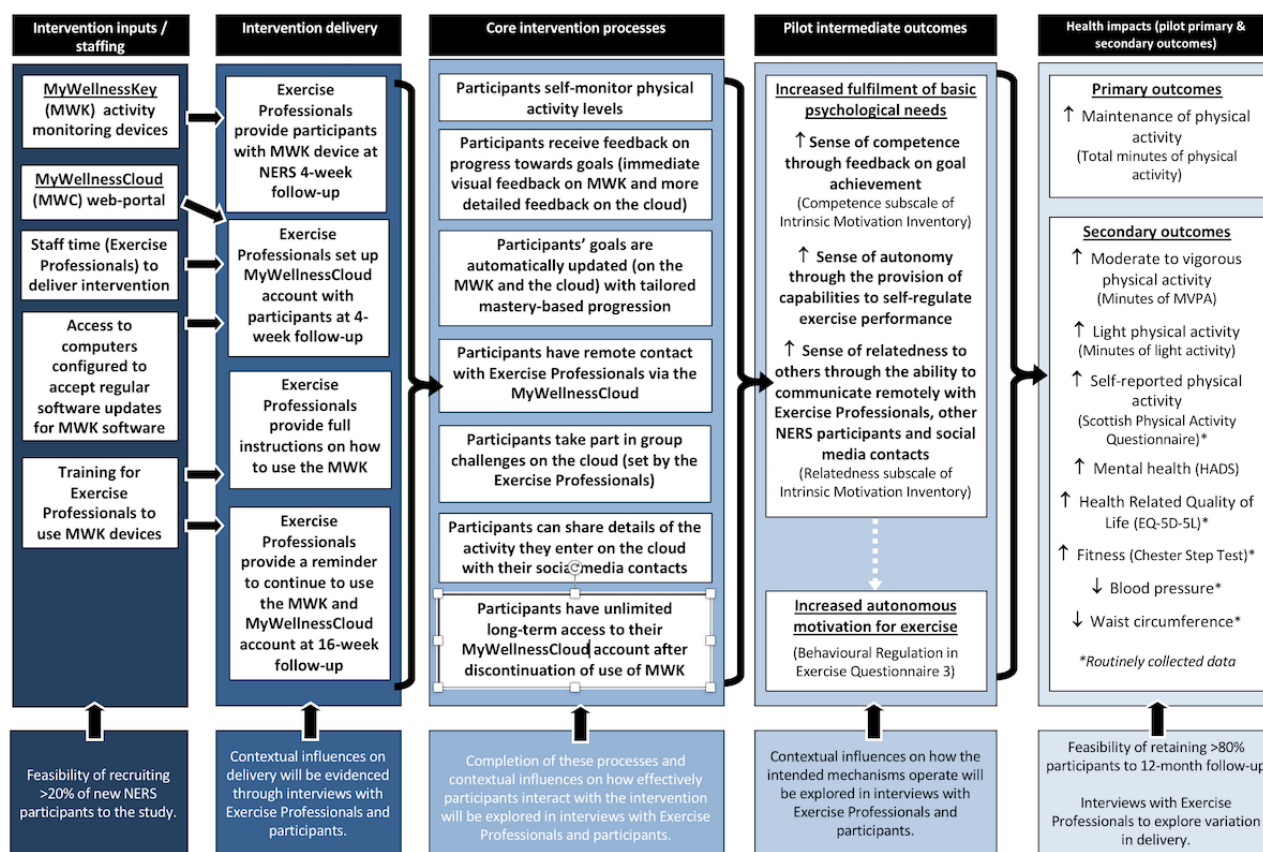 Intervention inputs /
staffing
MyWellnessKey
(MWK) activity
monitoring devices
MyWellnessCloud
(MWC) web-portal
Staff time (Exercise
Professionals) to
deliver intervention
Access to
computers
configured to
accept regular
software updates
for MWK software
Training for
Exercise
Professionals to
use MWK devices
Feasibility of recruiting
>20% of new NERS
participants to the study.
Intervention delivery
Exercise
Professionals
provide participants
with MWK device at
NERS 4-week
follow-up
Exercise
Professionals set up
MyWellnessCloud
account with
participants at 4-
week follow-up
Exercise
Professionals
provide full
instructions on how
to use the MWK
Exercise
Professionals
provide a reminder
to continue to use
the MWK and
MyWellnessCloud
account at 16-week
follow-up
Contextual influences on
delivery will be evidenced
through interviews with
Exercise Professionals and
participants.
Core intervention processes
Participants self-monitor physical
activity levels
Participants receive feedback on
progress towards goals (immediate
visual feedback on MWK and more
detailed feedback on the cloud)
Participants' goals are
automatically updated (on the
MWK and the cloud) with tailored
mastery-based progression
Participants have remote contact
with Exercise Professionals via the
MyWellnessCloud
Participants take part in group
challenges on the cloud (set by the
Exercise Professionals)
Participants can share details of the
activity they enter on the cloud
with their social media contacts
Participants have unlimited
long-term access to their
MyWellnessCloud account after
discontinuation of use of MWK
Completion of these processes and
contextual influences on how effectively
participants interact with the intervention
will be explored in interviews with Exercise
Professionals and participants.
Pilot intermediate outcomes
Increased fulfilment of basic
psychological needs
↑ Sense of competence
through feedback on goal
achievement
(Competence subscale of
Intrinsic Motivation Inventory)
↑ Sense of autonomy
through the provision of
capabilities to self-regulate
exercise performance
↑ Sense of relatedness to
others through the ability to
communicate remotely with
Exercise Professionals, other
NERS participants and social
media contacts
(Relatedness subscale of
Intrinsic Motivation Inventory)
Increased autonomous
motivation for exercise
(Behavioural Regulation in
Exercise Questionnaire 3)
Contextual influences on how the
intended mechanisms operate will
be explored in interviews with
Exercise Professionals and
participants.
Health impacts (pilot primary &
secondary outcomes)
Primary outcomes
↑ Maintenance of physical
activity
(Total minutes of physical
activity)
Secondary outcomes
↑ Moderate to vigorous
physical activity
(Minutes of MVPA)
↑ Light physical activity
(Minutes of light activity)
↑ Self-reported physical
activity
(Scottish Physical Activity
Questionnaire)*
↑ Mental health (HADS)
↑ Health Related Quality of
Life (EQ-5D-5L)*
↑ Fitness (Chester Step Test)*
↓ Blood pressure*
↓ Waist circumference*
*Routinely collected data
Feasibility of retaining >80%
participants to 12-month follow-up
Interviews with Exercise
Professionals to explore variation
in delivery.